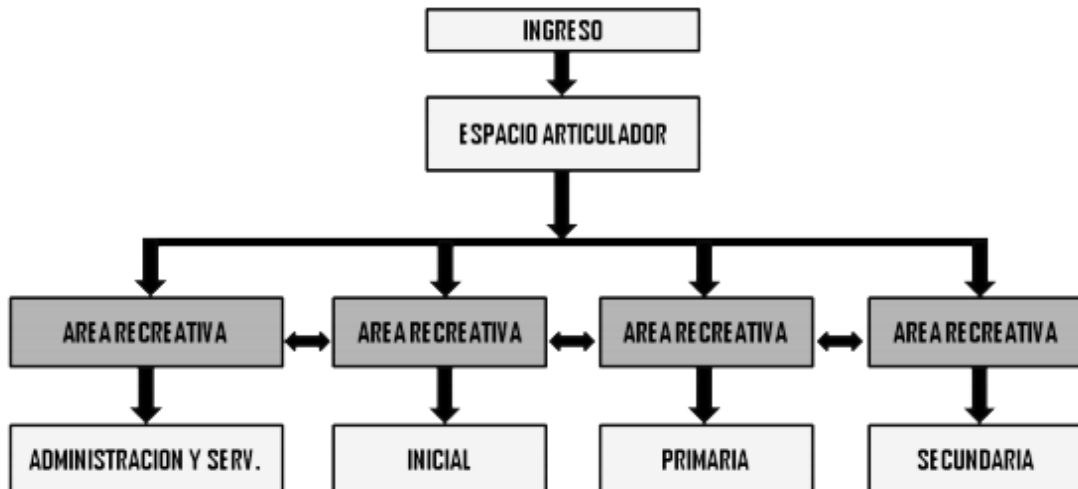 INGRESO
ESPACIO ARTICULADOR
AREA RECREATIVA
AREA RECREATIVA
AREA RECREATIVA
AREA RECREATIVA
ADMINISTRACION Y SERV.
INICIAL
PRIMARIA
SECUNDARIA